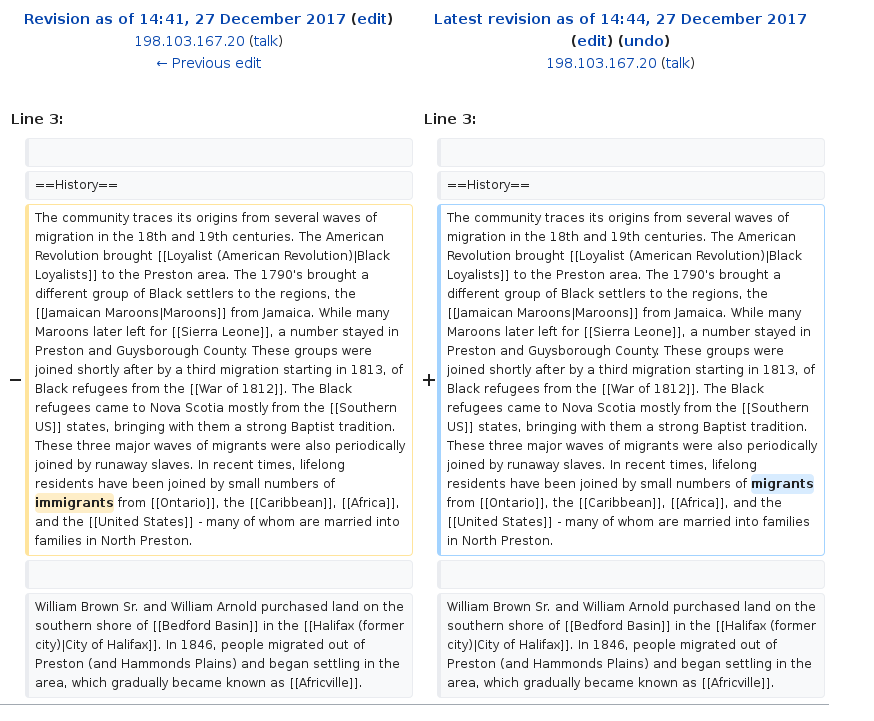 Revision as of 14:41, 27 December 2017 (edit)
198.103.167.20 (talk)
← Previous edit
Latest revision as of 14:44, 27 December 2017
(edit) (undo)
198.103.167.20 (talk)
Line 3:
Line 3:
==History==
==History==
−
The community traces its origins from several waves of
migration in the 18th and 19th centuries. The American
Revolution brought [[Loyalist (American Revolution)|Black
Loyalists]] to the Preston area. The 1790's brought a
different group of Black settlers to the regions, the
[[Jamaican Maroons|Maroons]] from Jamaica. While many
Maroons later left for [[Sierra Leone]], a number stayed in
Preston and Guysborough County. These groups were
joined shortly after by a third migration starting in 1813, of
Black refugees from the [[War of 1812]]. The Black
refugees came to Nova Scotia mostly from the [[Southern
US]] states, bringing with them a strong Baptist tradition.
These three major waves of migrants were also periodically
joined by runaway slaves. In recent times, lifelong
residents have been joined by small numbers of
immigrants from [[Ontario]], the [[Caribbean]], [[Africa]],
and the [[United States]] - many of whom are married into
families in North Preston.
+
The community traces its origins from several waves of
migration in the 18th and 19th centuries. The American
Revolution brought [[Loyalist (American Revolution)|Black
Loyalists]] to the Preston area. The 1790's brought a
different group of Black settlers to the regions, the
[[Jamaican Maroons|Maroons]] from Jamaica. While many
Maroons later left for [[Sierra Leone]], a number stayed in
Preston and Guysborough County. These groups were
joined shortly after by a third migration starting in 1813, of
Black refugees from the [[War of 1812]]. The Black
refugees came to Nova Scotia mostly from the [[Southern
US]] states, bringing with them a strong Baptist tradition.
These three major waves of migrants were also periodically
joined by runaway slaves. In recent times, lifelong
residents have been joined by small numbers of migrants
from [[Ontario]], the [[Caribbean]], [[Africa]], and the
[[United States]] - many of whom are married into families
in North Preston.
William Brown Sr. and William Arnold purchased land on the
southern shore of [[Bedford Basin]] in the [[Halifax (former
city)|City of Halifax]]. In 1846, people migrated out of
Preston (and Hammonds Plains) and began settling in the
area, which gradually became known as [[Africville]].
William Brown Sr. and William Arnold purchased land on the
southern shore of [[Bedford Basin]] in the [[Halifax (former
city)|City of Halifax]]. In 1846, people migrated out of
Preston (and Hammonds Plains) and began settling in the
area, which gradually became known as [[Africville]].